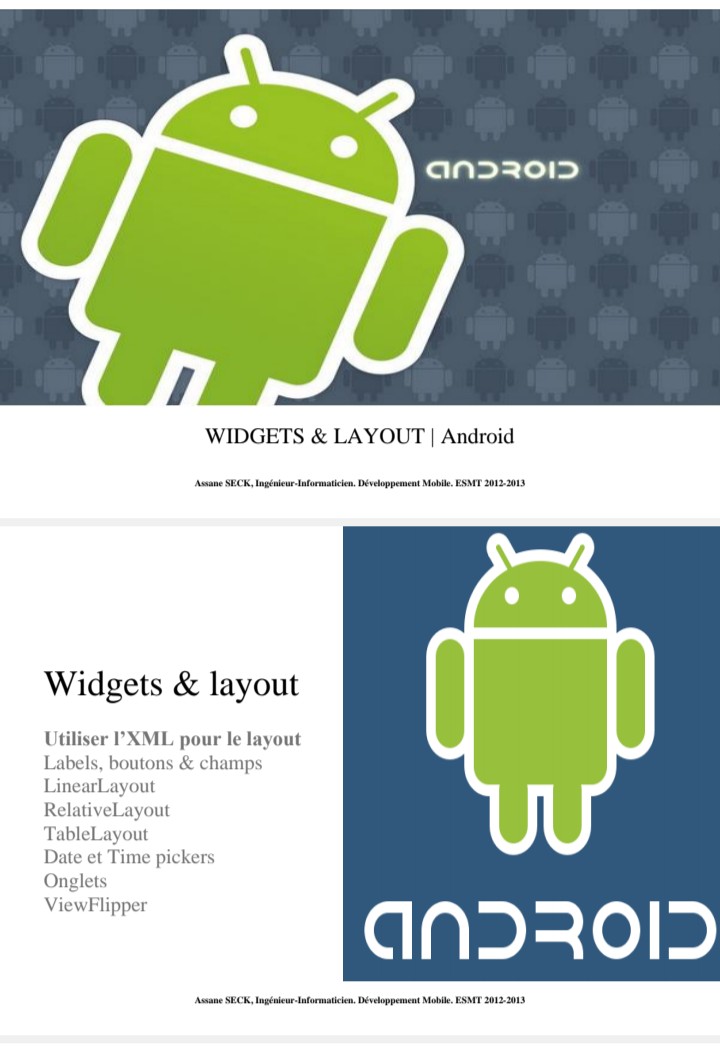 ANDROID
WIDGETS & LAYOUT | Android
Assane SECK, Ingénieur-Informaticien. Développement Mobile. ESMT 2012-2013
Widgets & layout
Utiliser l'XML pour le layout
Labels, boutons & champs
LinearLayout
RelativeLayout
TableLayout
Date et Time pickers
Onglets
ViewFlipper
ANDROID
Assane SECK, Ingénieur-Informaticien. Développement Mobile. ESMT 2012-2013